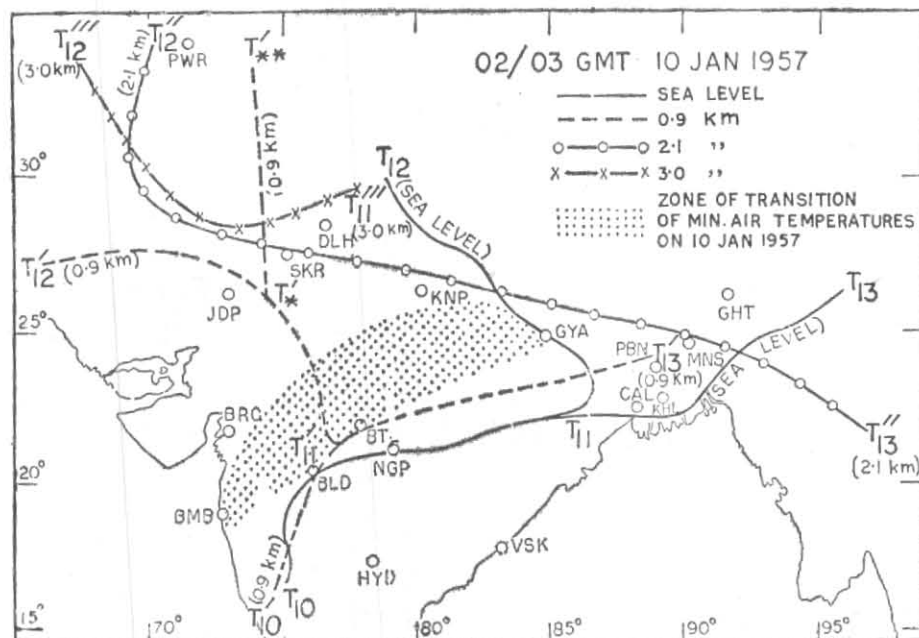 T12'''
(3.0 km)
T12''
(2.1 km)
PWR
T'**
(0.9 km)
02/03 GMT 10 JAN 1957
SEA LEVEL
0.9 KM
2.1 ,,
3.0 ,,
ZONE OF TRANSITION
OF MIN. AIR TEMPERATURES
ON 10 JAN 1957
30°
T12 (SEA LEVEL)
T11'''
(3.0 km)
DLH
SKR
T12' (0.9 km)
T*'
JDP
KNP
GHT
T13
(SEA LEVEL)
25°
GYA
PBN
T13'
(0.9 km)
MNS
CAL
KHL
BRC
T11'
BT
T11
T13''
(2.1 km)
NGP
20°
BLD
BMB
VSK
HYD
(0.9 km)
T10
T10'
15°
170°
180°
185°
190°
195°